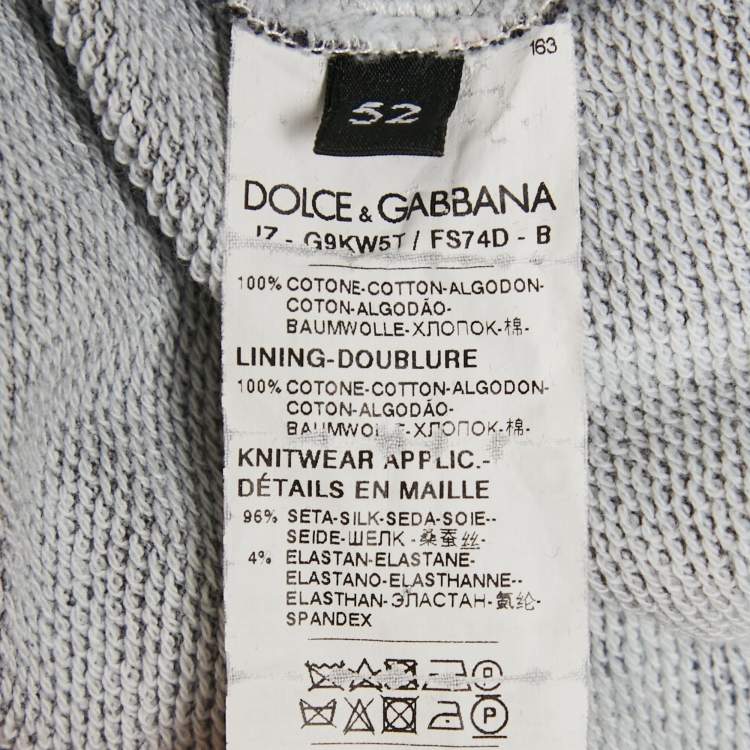 163
52
DOLCE & GABBANA
G9KW5T / FS74D - B
100% COTONE-COTTON-ALGODON-
COTON-ALGODÃO-
BAUMWOLLE-ХЛОПОК-棉-
LINING-DOUBLURE
100% COTONE-COTTON-ALGODON-
COTON-ALGODÃO-
ХЛОПОК-棉-
KNITWEAR APPLIC.-
DÉTAILS EN MAILLE
96% SETA-SILK-SEDA-SOIE--
SEIDE-ШЕЛК -桑蚕丝-
4% ELASTAN-ELASTANE-
ELASTANO-ELASTHANNE--
ELASTHAN-ЭЛАСТАН-氨纶-
SPANDEX
P